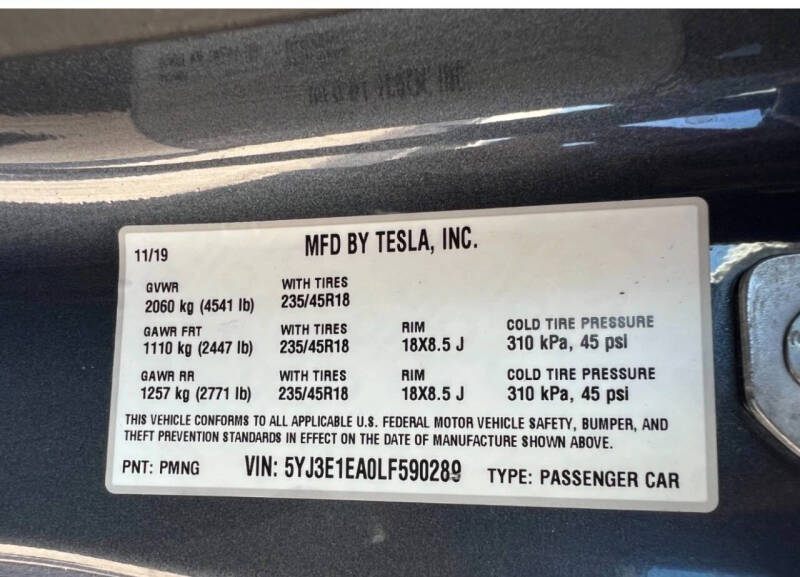 11/19 MFD BY TESLA, INC.
GVWR WITH TIRES
2060 kg (4541 lb) 235/45R18
GAWR FRT WITH TIRES RIM COLD TIRE PRESSURE
1110 kg (2447 lb) 235/45R18 18X8.5 J 310 kPa, 45 psi
GAWR RR WITH TIRES RIM COLD TIRE PRESSURE
1257 kg (2771 lb) 235/45R18 18X8.5 J 310 kPa, 45 psi
THIS VEHICLE CONFORMS TO ALL APPLICABLE U.S. FEDERAL MOTOR VEHICLE SAFETY, BUMPER, AND
THEFT PREVENTION STANDARDS IN EFFECT ON THE DATE OF MANUFACTURE SHOWN ABOVE.
PNT: PMNG VIN: 5YJ3E1EA0LF590289 TYPE: PASSENGER CAR